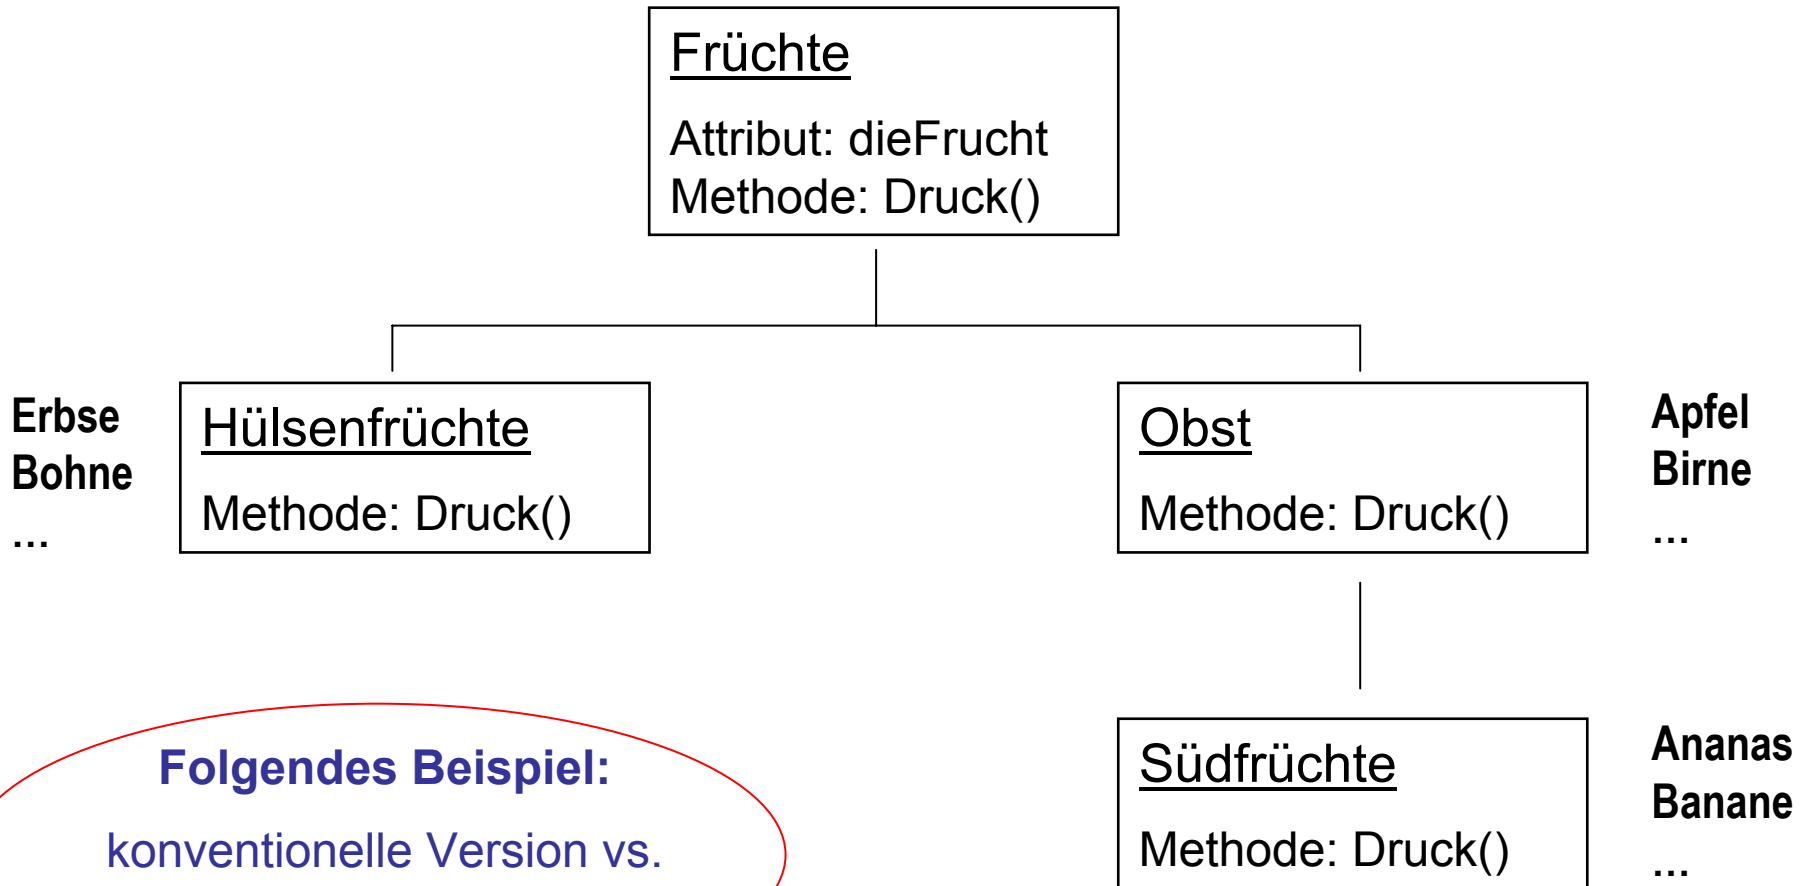 Früchte
Attribut: dieFrucht
Methode: Druck()
Erbse
Bohne
...
Hülsenfrüchte
Methode: Druck()
Obst
Methode: Druck()
Apfel
Birne
...
Folgendes Beispiel:
konventionelle Version vs.
Südfrüchte
Methode: Druck()
Ananas
Banane
...